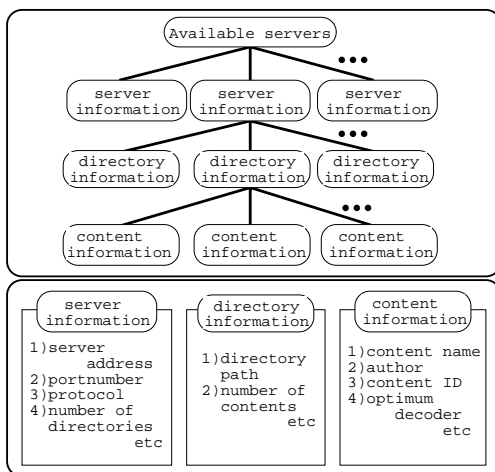 Available servers
•••
server information
server information
server information
•••
directory information
directory information
directory information
•••
content information
content information
content information
server information
1)server address
2)portnumber
3)protocol
4)number of directories
etc
directory information
1)directory path
2)number of contents
etc
content information
1)content name
2)author
3)content ID
4)optimum decoder
etc